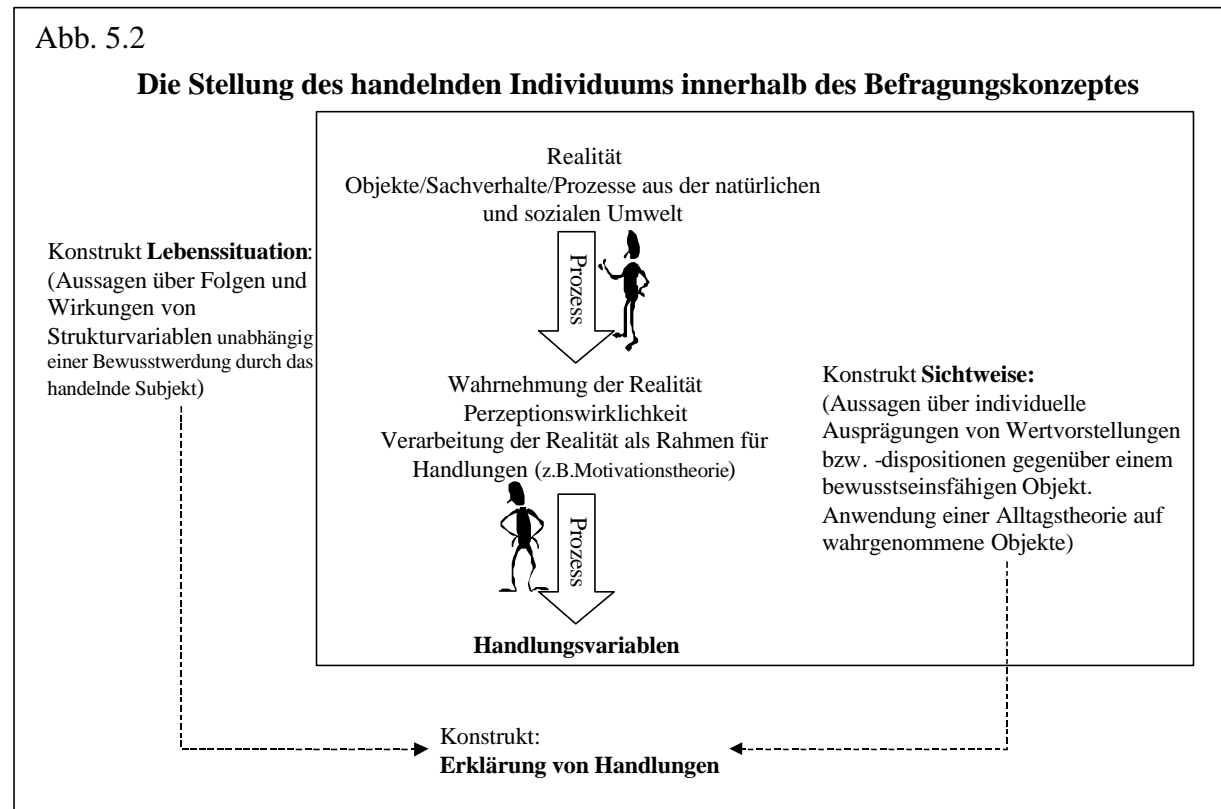 Abb. 5.2
Die Stellung des handelnden Individuums innerhalb des Befragungskonzeptes
Realität
Objekte/Sachverhalte/Prozesse aus der natürlichen
und sozialen Umwelt
Konstrukt Lebenssituation:
(Aussagen über Folgen und
Wirkungen von
Strukturvariablen unabhängig
einer Bewusstwerdung durch das
handelnde Subjekt)
Prozess
Wahrnehmung der Realität
Perzeptionswirklichkeit
Verarbeitung der Realität als Rahmen für
Handlungen (z.B.Motivationstheorie)
Konstrukt Sichtweise:
(Aussagen über individuelle
Ausprägungen von Wertvorstellungen
bzw. -dispositionen gegenüber einem
bewusstseinsfähigen Objekt.
Anwendung einer Alltagstheorie auf
wahrgenommene Objekte)
Prozess
Handlungsvariablen
Konstrukt:
Erklärung von Handlungen